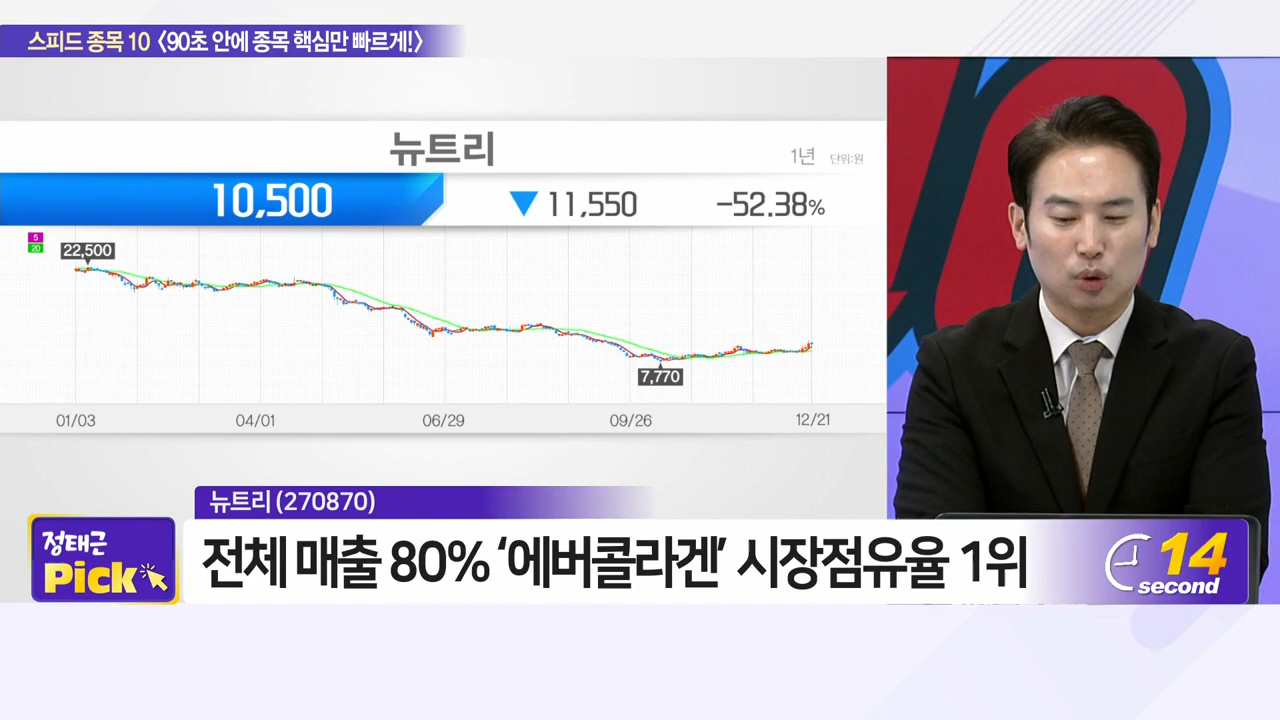 스피드 종목 10 〈90초 안에 종목 핵심만 빠르게!〉
뉴트리
1년 단위:원
10,500 ▼ 11,550 -52.38%
5
20
22,500
7,770
01/03 04/01 06/29 09/26 12/21
뉴트리 (270870)
정태근
Pick
전체 매출 80% ‘에버콜라겐’ 시장점유율 1위
14
second